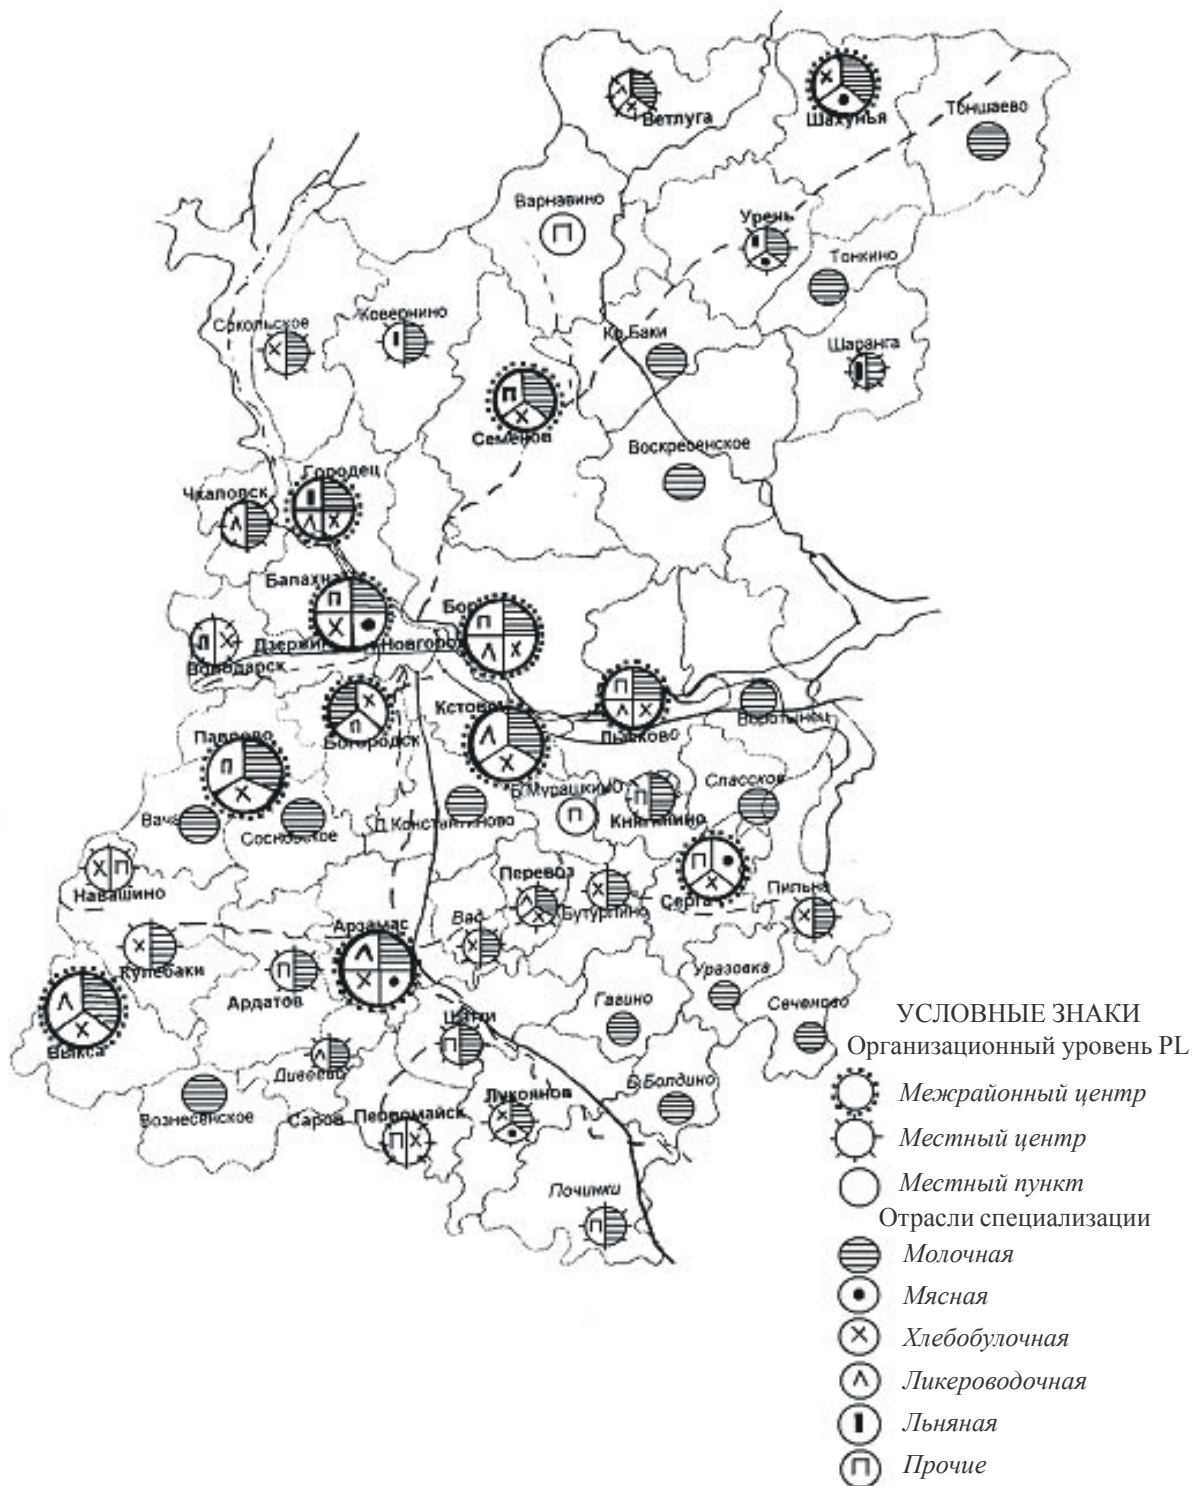 Ветлуга
Шахунья
Тоншаево
Варнавино
Урень
Тонкино
Сокольское
Ковернино
Кр.Баки
Шаранга
Семенов
Воскресенское
Городец
Чкаловск
Балахна
Бор
Дзержин
Новгород
Володарск
Кстово
Лысково
Воротынец
Павлово
Богородск
Б.Мурашкино
Спасское
Вача
Сосновское
Д.Константиново
Княгинино
Навашино
Перевоз
Бутурлино
Серга
Пильна
Арзамас
Вад
Кулебаки
Ардатов
Уразовка
Гагино
Сеченово
Выкса
Шатки
Дивеево
Б.Болдино
Вознесенское
Саров
Первомайск
Лукоянов
Починки
УСЛОВНЫЕ ЗНАКИ
Организационный уровень PL
Межрайонный центр
Местный центр
Местный пункт
Отрасли специализации
Молочная
Мясная
Хлебобулочная
Ликероводочная
Льняная
Прочие